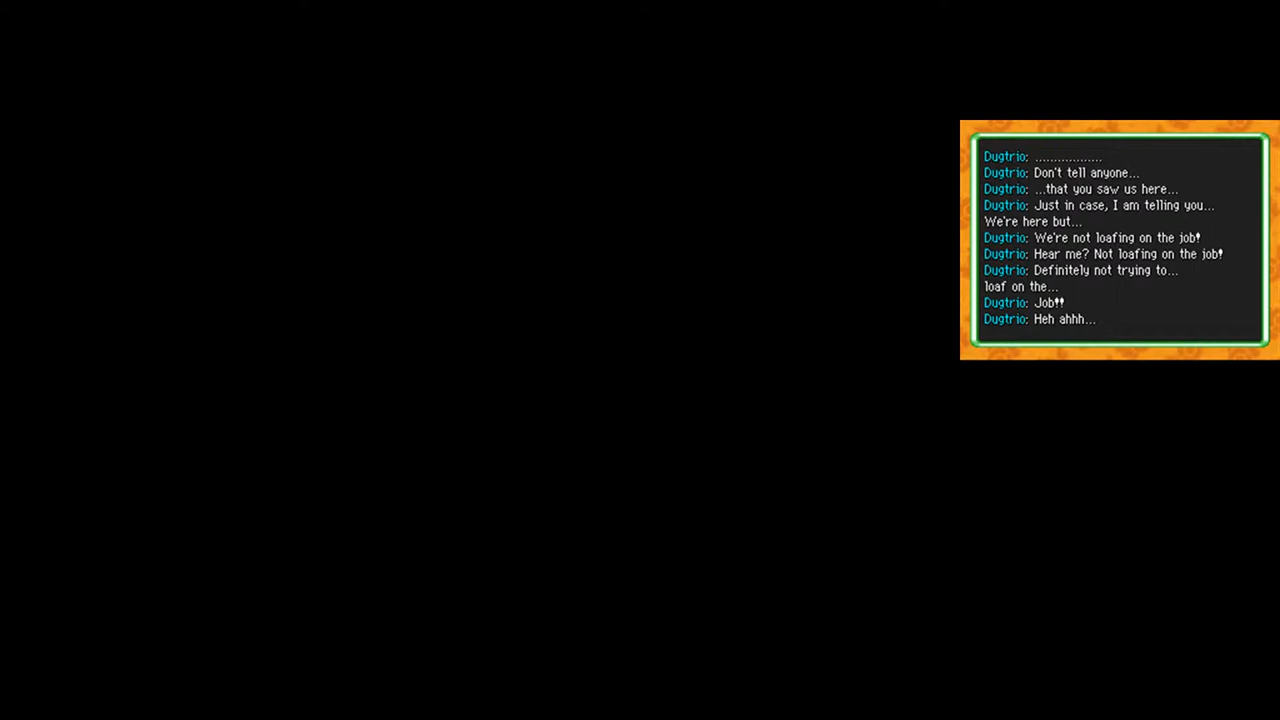 Dugtrio: .................
Dugtrio: Don't tell anyone...
Dugtrio: ...that you saw us here...
Dugtrio: Just in case, I am telling you...
We're here but...
Dugtrio: We're not loafing on the job!
Dugtrio: Hear me? Not loafing on the job!
Dugtrio: Definitely not trying to...
loaf on the...
Dugtrio: Job!!
Dugtrio: Heh ahhh...